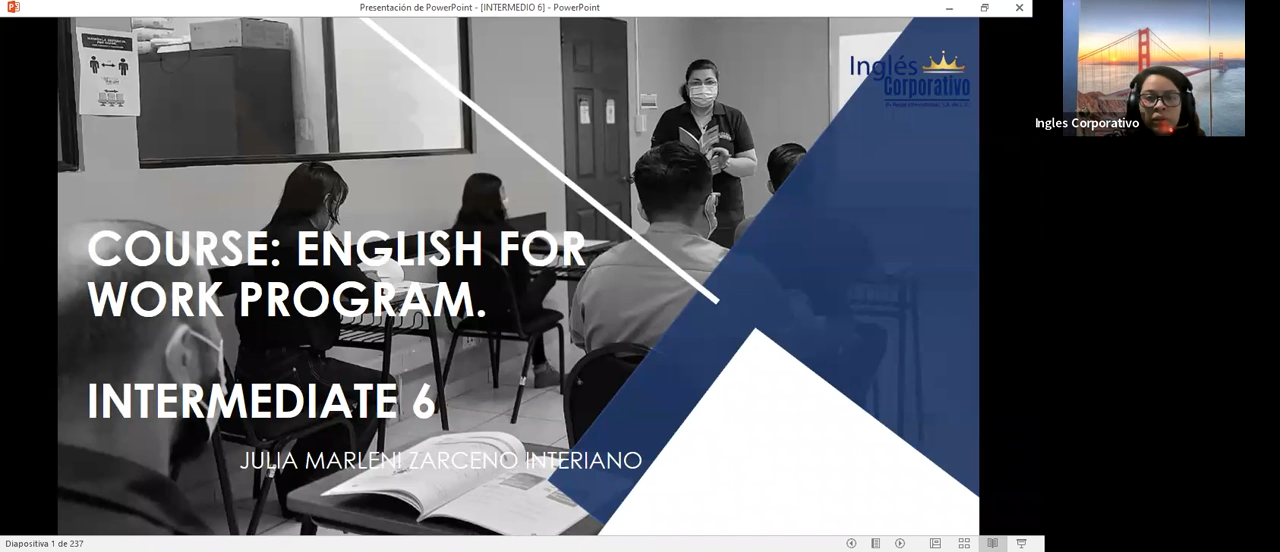 Presentación de PowerPoint - [INTERMEDIO 6] - PowerPoint
Inglés
Corporativo
Ingles Corporativo
COURSE: ENGLISH FOR
WORK PROGRAM.
INTERMEDIATE 6
JULIA MARLENI ZARCENO INTERIANO
Diapositiva 1 de 237